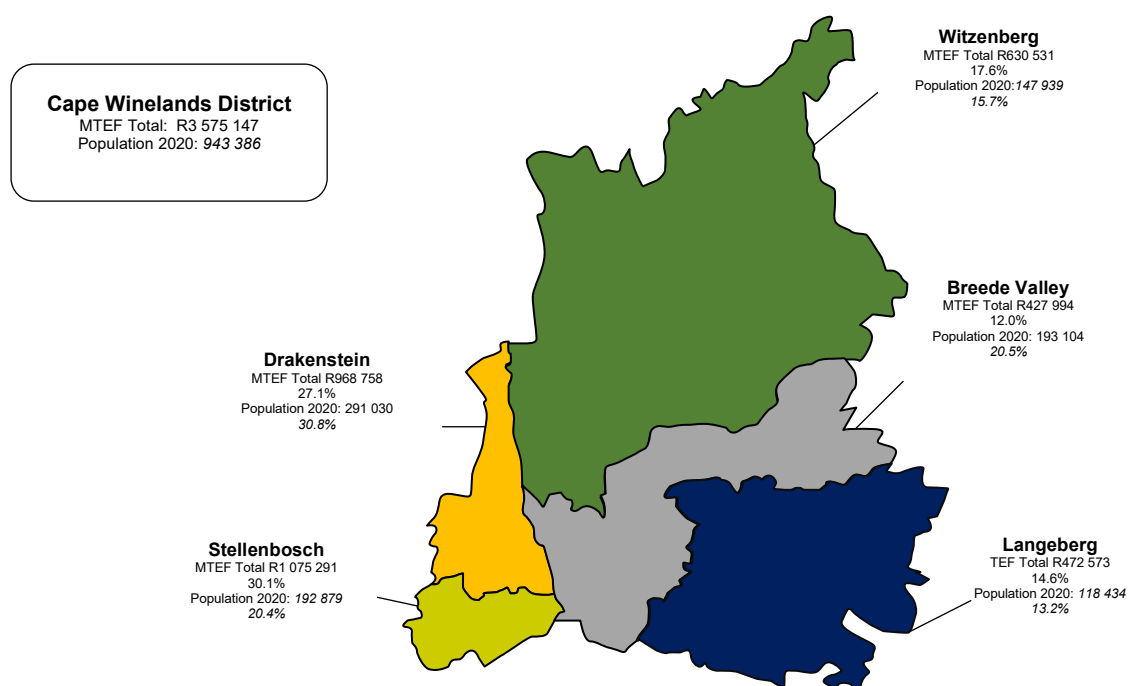 Cape Winelands District
MTEF Total: R3 575 147
Population 2020: 943 386
Witzenberg
MTEF Total R630 531
17.6%
Population 2020:147 939
15.7%
Breede Valley
MTEF Total R427 994
12.0%
Population 2020: 193 104
20.5%
Drakenstein
MTEF Total R968 758
27.1%
Population 2020: 291 030
30.8%
Stellenbosch
MTEF Total R1 075 291
30.1%
Population 2020: 192 879
20.4%
Langeberg
TEF Total R472 573
14.6%
Population 2020: 118 434
13.2%